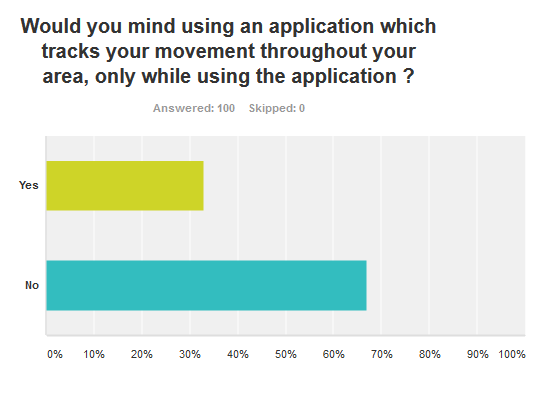 Would you mind using an application which
tracks your movement throughout your
area, only while using the application ?
Answered: 100 Skipped: 0
Yes
No
0% 10% 20% 30% 40% 50% 60% 70% 80% 90% 100%